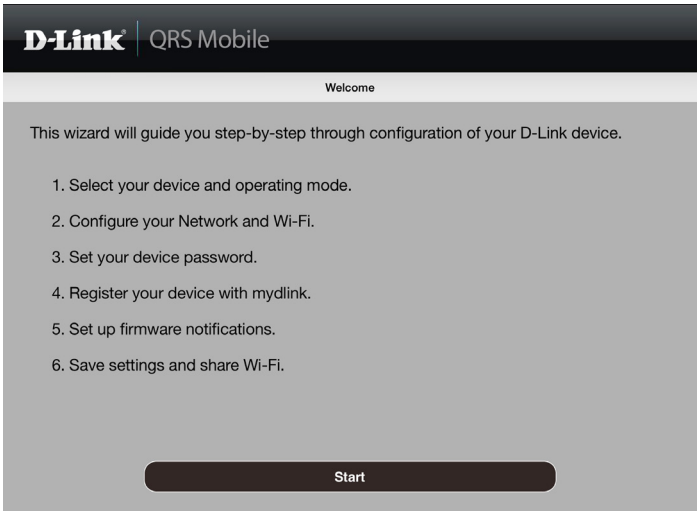 D-Link® QRS Mobile
Welcome
This wizard will guide you step-by-step through configuration of your D-Link device.
1. Select your device and operating mode.
2. Configure your Network and Wi-Fi.
3. Set your device password.
4. Register your device with mydlink.
5. Set up firmware notifications.
6. Save settings and share Wi-Fi.
Start